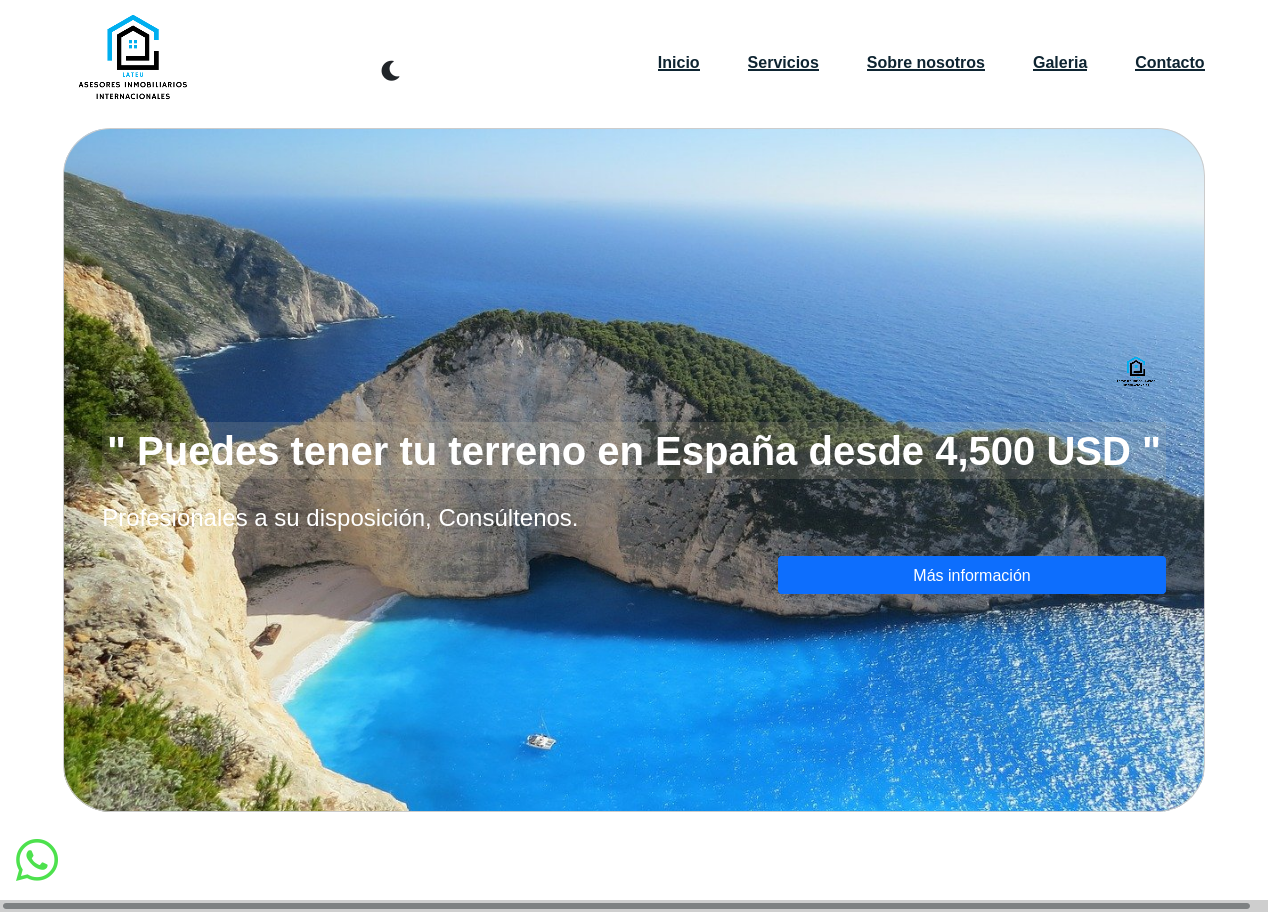 LATEU
ASESORES INMOBILIARIOS
INTERNACIONALES
Inicio
Servicios
Sobre nosotros
Galeria
Contacto
" Puedes tener tu terreno en España desde 4,500 USD "
Profesionales a su disposición, Consúltenos.
Más información